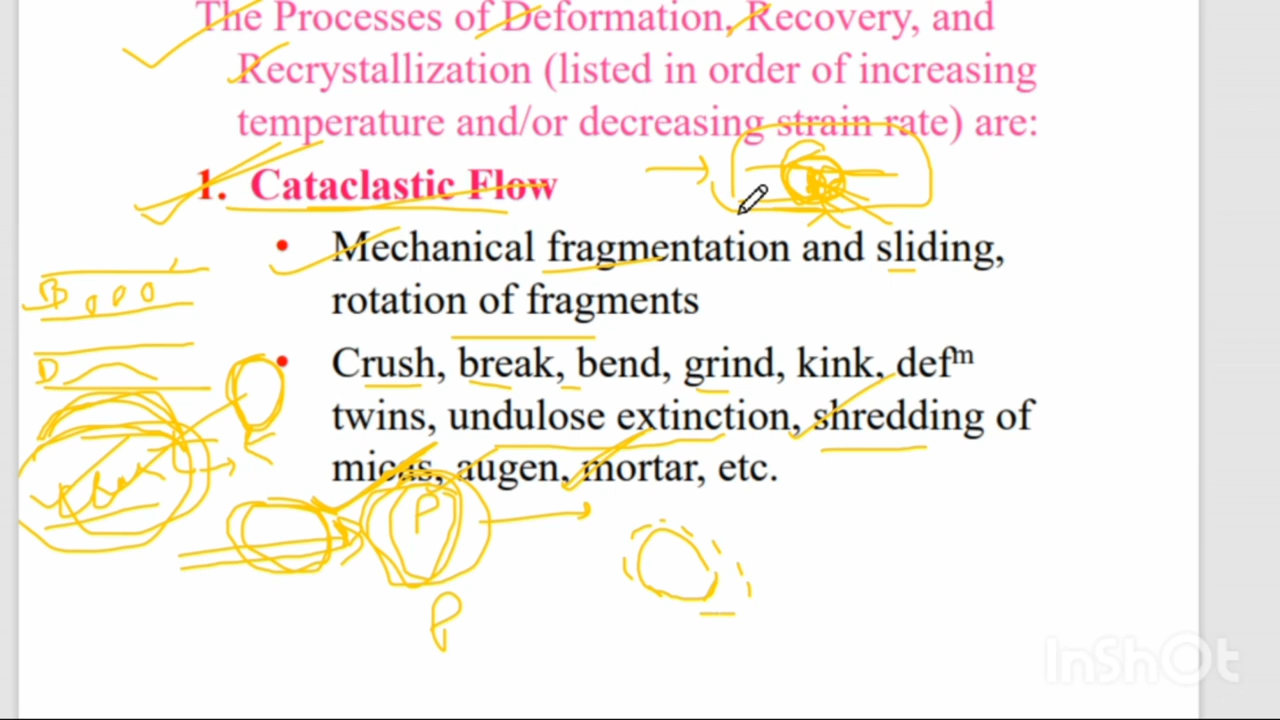 The Processes of Deformation, Recovery, and
Recrystallization (listed in order of increasing
temperature and/or decreasing strain rate) are:
1. Cataclastic Flow
• Mechanical fragmentation and sliding,
rotation of fragments
B
• Crush, break, bend, grind, kink, defᵐ
D
twins, undulose extinction, shredding of
micas, augen, mortar, etc.
P
P
InShOt